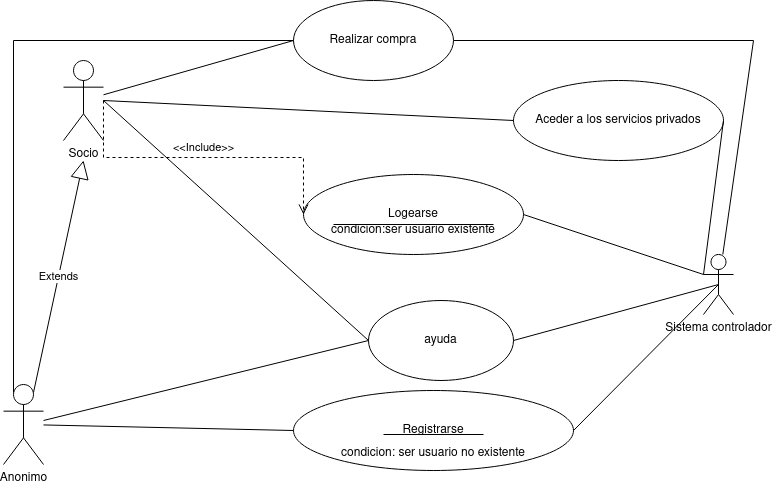 Realizar compra
Aceder a los servicios privados
Socio
<<Include>>
Logearse
condicion:ser usuario existente
Extends
Sistema controlador
ayuda
Registrarse
condicion: ser usuario no existente
Anonimo